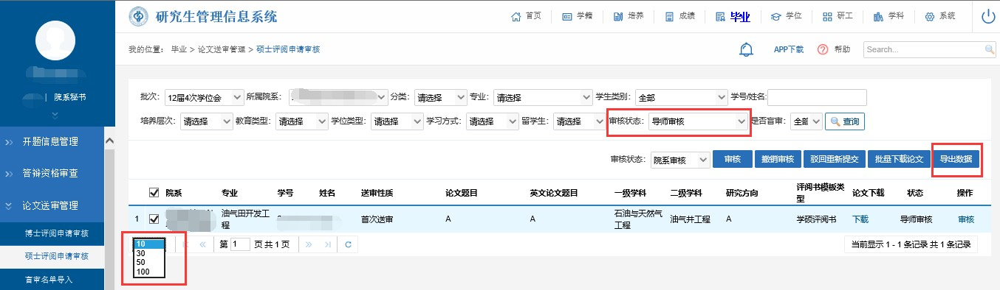 研究生管理信息系统
首页 学籍 培养 成绩 毕业 学位 研工 学科 系统
我的位置： 毕业 > 论文送审管理 > 硕士评阅申请审核
APP下载 帮助 Search...
院系秘书
批次： 12届4次学位会 所属院系： 分类： 请选择 专业： 请选择 学生类别： 全部 学号/姓名:
培养层次： 请选择 教育类型： 请选择 学位类型： 请选择 学习方式： 请选择 留学生： 请选择 审核状态： 导师审核 是否盲审： 全部 查询
审核状态： 院系审核 审核 撤销审核 驳回重新提交 批量下载论文 导出数据
院系 专业 学号 姓名 送审性质 论文题目 英文论文题目 一级学科 二级学科 研究方向 评阅书模板类型 论文下载 状态 操作
1 油气田开发工程 首次送审 A A 石油与天然气工程 油气井工程 A 学硕评阅书 下载 导师审核 审核
10
30
50
100
第 1 页 共 1 页
当前显示 1 - 1 条记录 共 1 条记录
开题信息管理
答辩资格审查
论文送审管理
博士评阅申请审核
硕士评阅申请审核
盲审名单导入